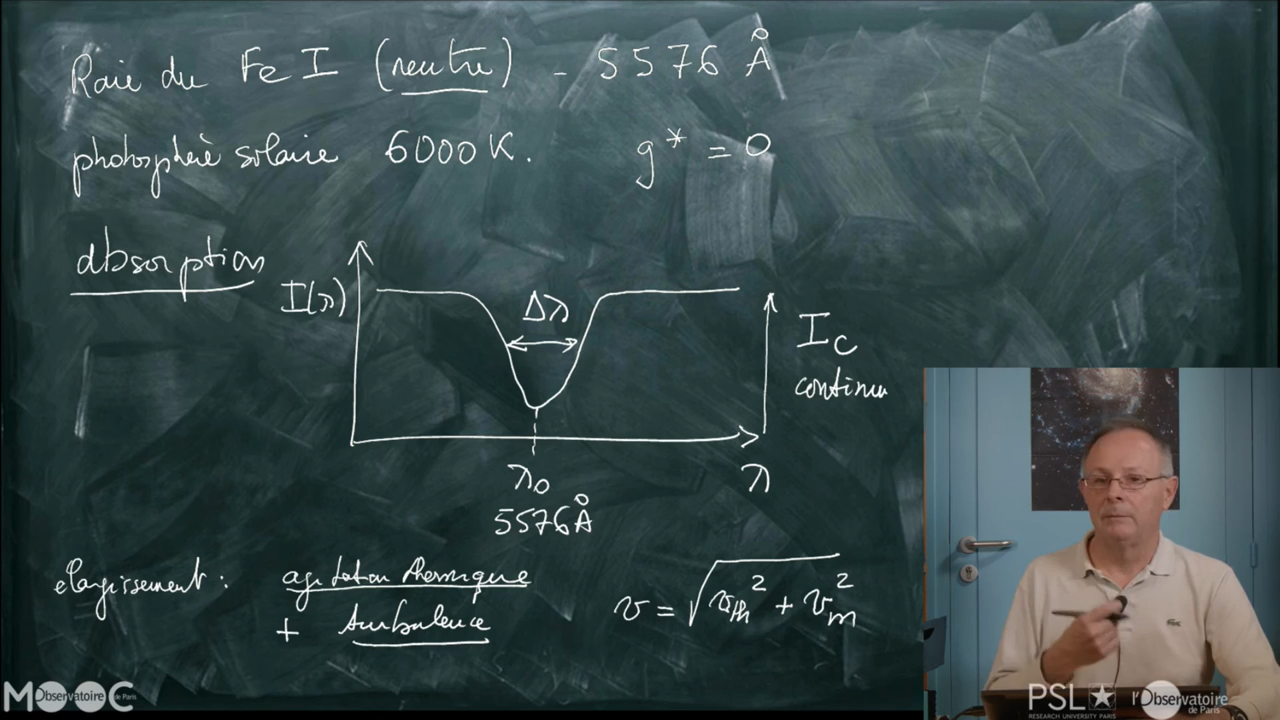 Raie du Fe I (neutre) - 5576 Å
photosphère solaire 6000 K. g* = 0
absorption
I(λ)
Δλ
I_c
continu
λ0
λ
5576 Å
élargissement : agitation thermique
+ turbulence
v = √(v_th² + v_m²)
MOOC
Observatoire de Paris
PSL★
RESEARCH UNIVERSITY PARIS
l'Observatoire
de Paris